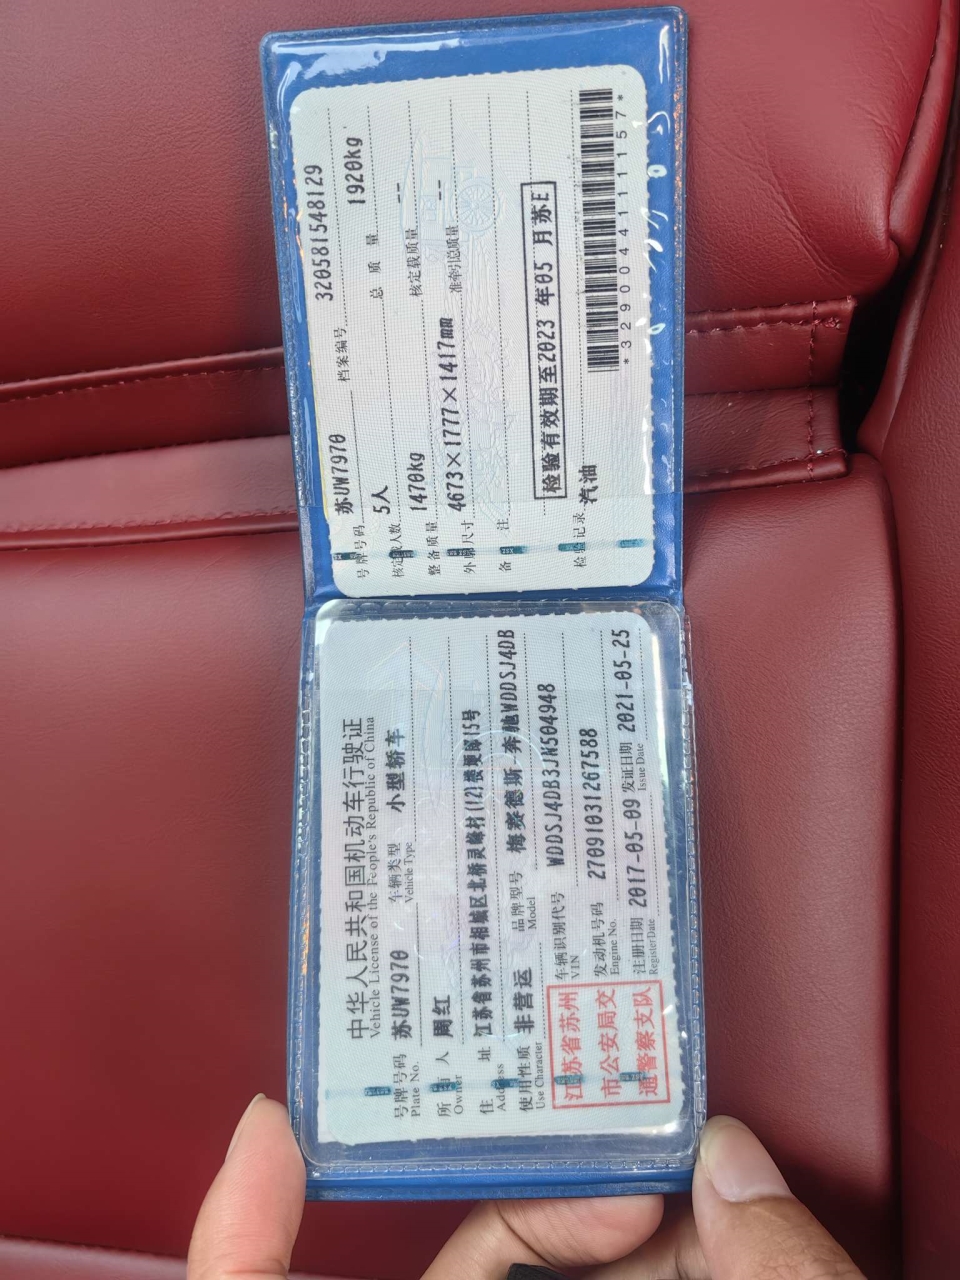 中华人民共和国机动车行驶证
Vehicle License of the People's Republic of China
号牌号码 苏UW7970 车辆类型 小型轿车
Plate No. Vehicle Type
所有人 周红
Owner
住址 江苏省苏州市相城区北桥灵峰村(12)楼更郎15号
Address
使用性质 非营运 品牌型号 梅赛德斯-奔驰WDDSJ4DB
Use Character Model
江苏省苏州
市公安局交
通警察支队
车辆识别代号 WDDSJ4DB3JN504948
VIN
发动机号码 27091031267588
Engine No.
注册日期 2017-05-09 发证日期 2021-05-25
Register Date Issue Date
号牌号码 苏UW7970 档案编号 320581548129
核定载人数 5人 总质量 1920kg
整备质量 1470kg 核定载质量 --
外廓尺寸 4673×1777×1417㎜ 准牵引总质量 --
备注
检验有效期至2023年05月苏E
检验记录 汽油
*3290044111157*